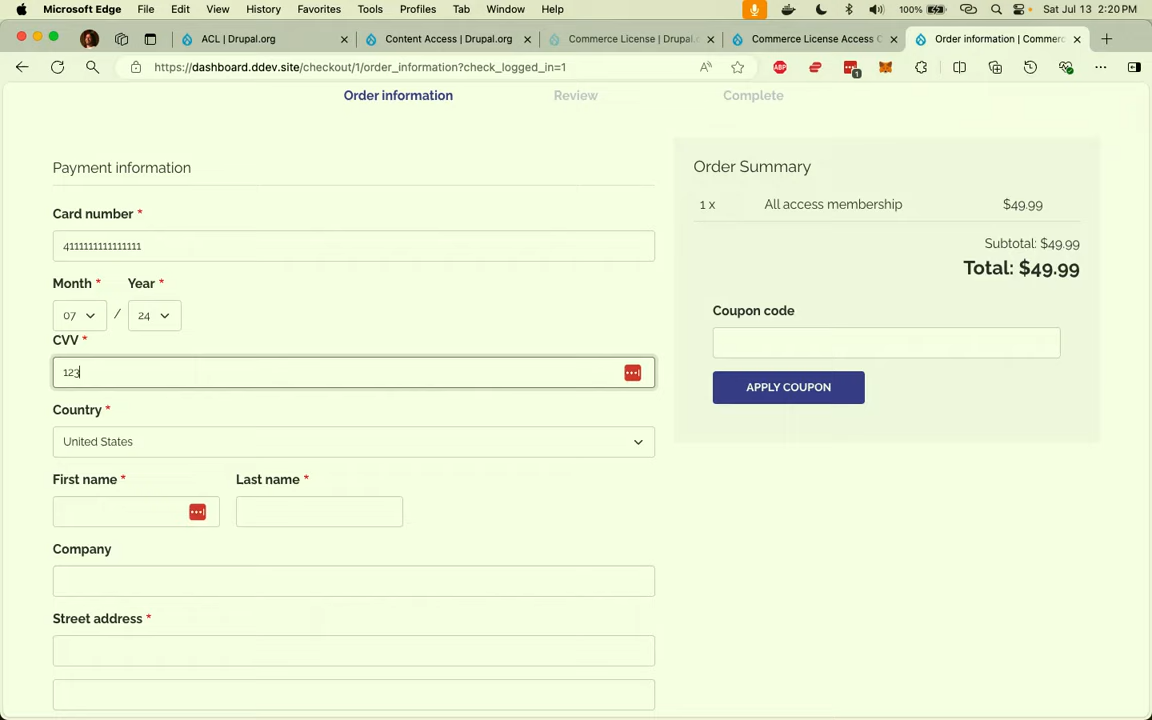 Microsoft Edge File Edit View History Favorites Tools Profiles Tab Window Help 100% Sat Jul 13 2:20 PM
ACL | Drupal.org Content Access | Drupal.org Commerce License | Drupal. Commerce License Access C Order information | Commerc
https://dashboard.ddev.site/checkout/1/order_information?check_logged_in=1
Order information Review Complete
Payment information
Card number *
4111111111111111
Month * Year *
07 / 24
CVV *
123
Country *
United States
First name * Last name *
Company
Street address *
Order Summary
1 x All access membership $49.99
Subtotal: $49.99
Total: $49.99
Coupon code
APPLY COUPON